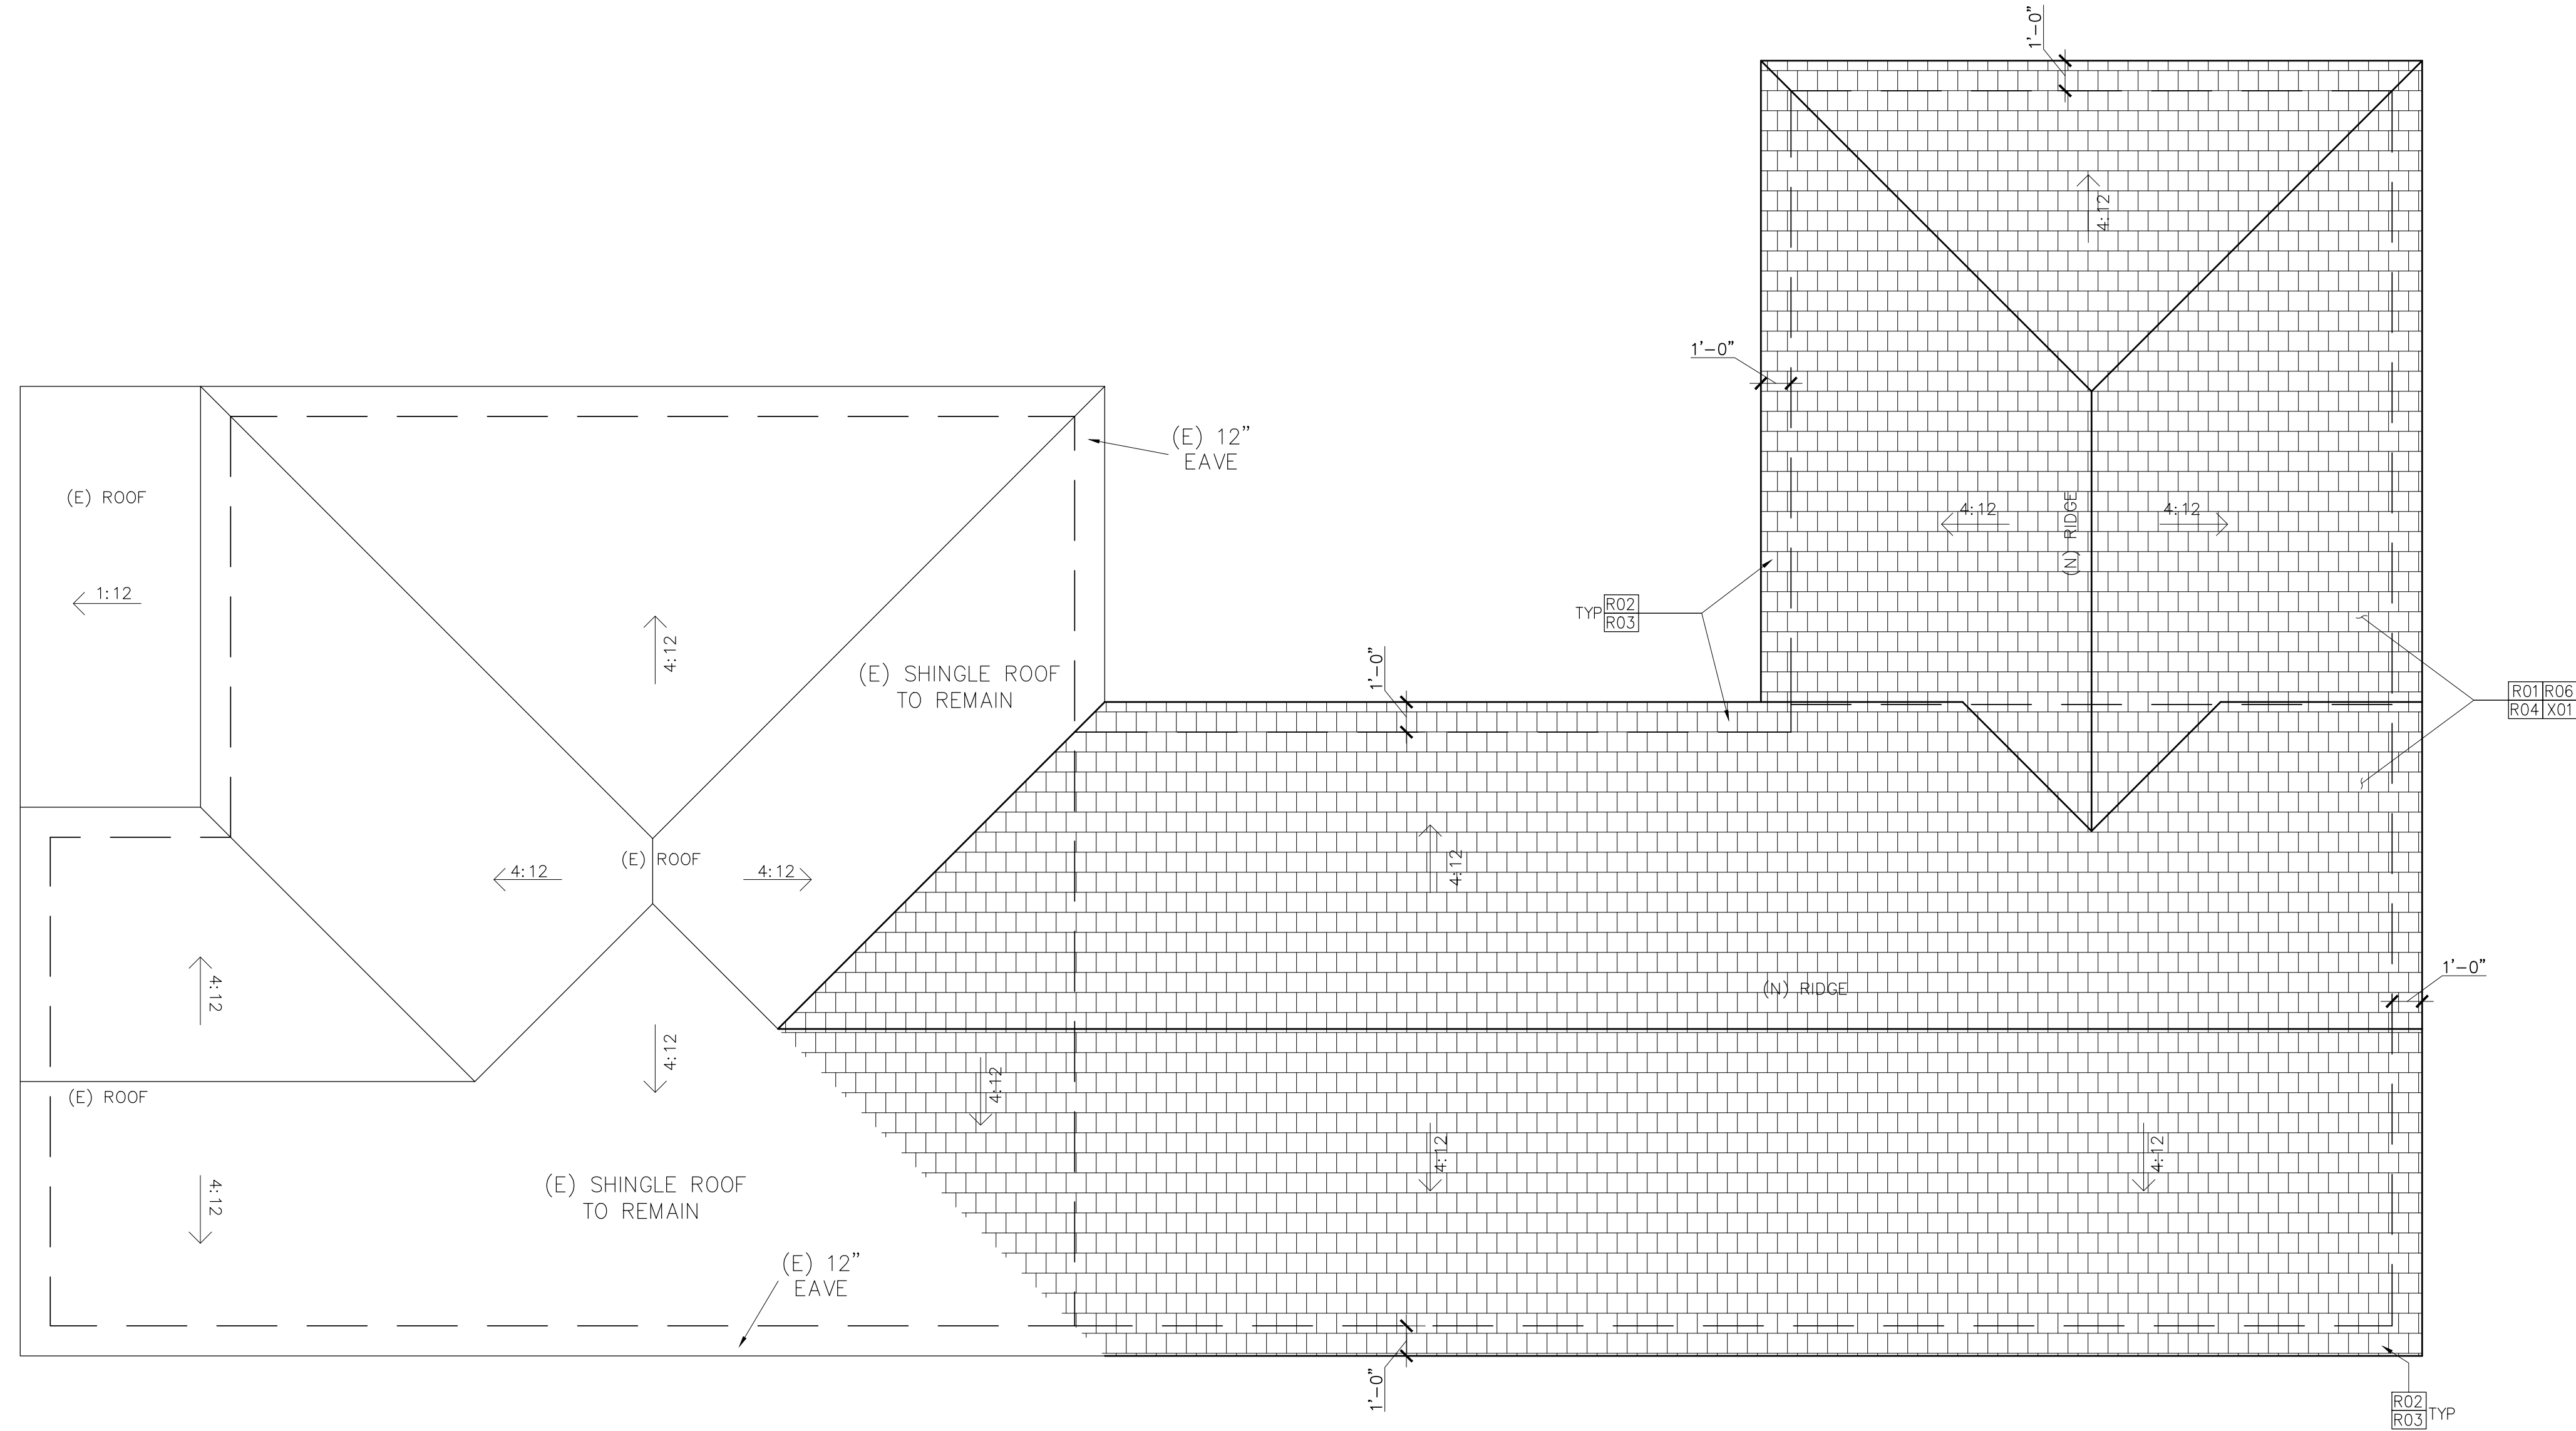 1'-0"
4:12
1'-0"
(E) 12"
EAVE
(E) ROOF
4:12
4:12
(N) RIDGE
1:12
TYP
R02
R03
4:12
(E) SHINGLE ROOF
TO REMAIN
1'-0"
R01 R06
R04 X01
4:12
(E) ROOF
4:12
4:12
4:12
1'-0"
(N) RIDGE
4:12
4:12
(E) ROOF
4:12
4:12
4:12
4:12
(E) SHINGLE ROOF
TO REMAIN
(E) 12"
EAVE
1'-0"
R02
R03
TYP